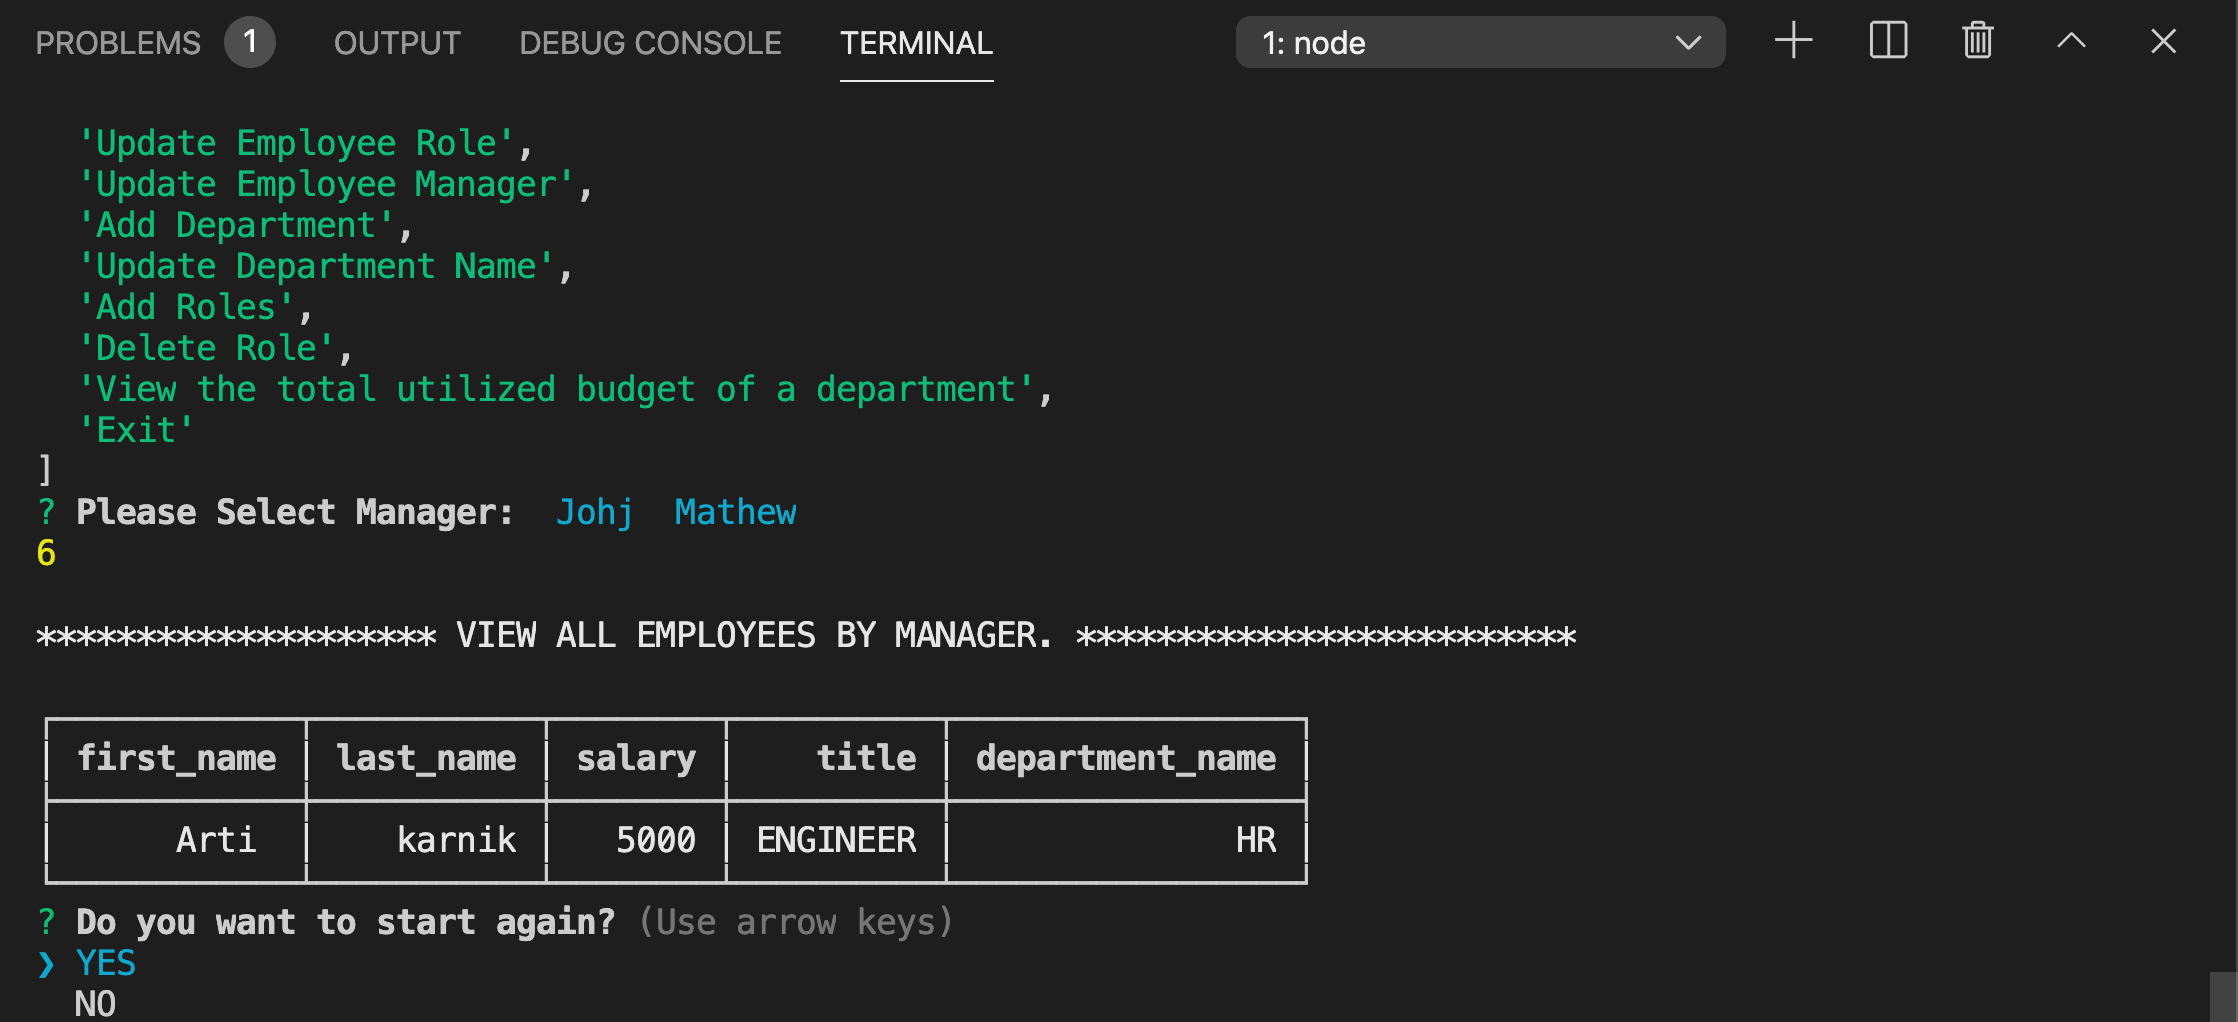 PROBLEMS 1 OUTPUT DEBUG CONSOLE TERMINAL 1: node
'Update Employee Role',
'Update Employee Manager',
'Add Department',
'Update Department Name',
'Add Roles',
'Delete Role',
'View the total utilized budget of a department',
'Exit'
]
? Please Select Manager: Johj Mathew
6
******************** VIEW ALL EMPLOYEES BY MANAGER. *************************
first_name last_name salary title department_name
Arti karnik 5000 ENGINEER HR
? Do you want to start again? (Use arrow keys)
❯ YES
NO